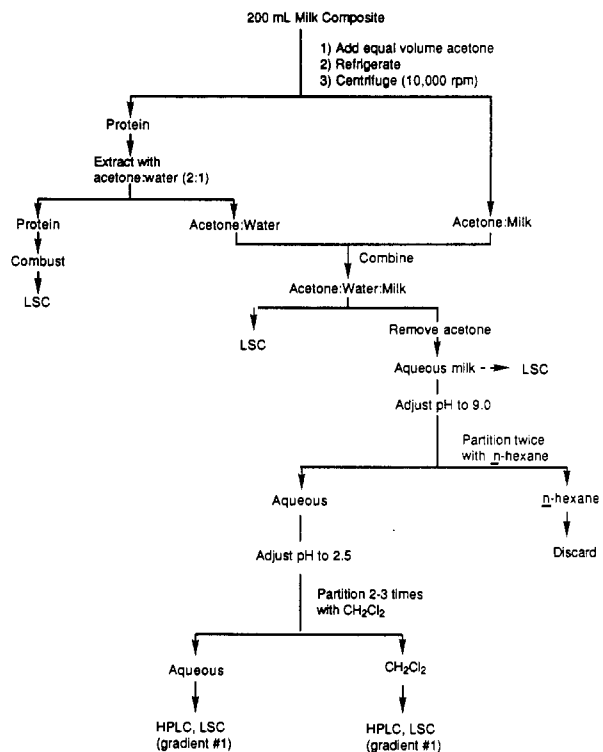 200 mL Milk Composite
1) Add equal volume acetone
2) Refrigerate
3) Centrifuge (10,000 rpm)
Protein
Extract with
acetone:water (2:1)
Protein
Acetone:Water
Acetone:Milk
Combust
Combine
LSC
Acetone:Water:Milk
LSC
Remove acetone
Aqueous milk
LSC
Adjust pH to 9.0
Partition twice
with n-hexane
Aqueous
n-hexane
Adjust pH to 2.5
Discard
Partition 2-3 times
with CH₂Cl₂
Aqueous
CH₂Cl₂
HPLC, LSC
(gradient #1)
HPLC, LSC
(gradient #1)